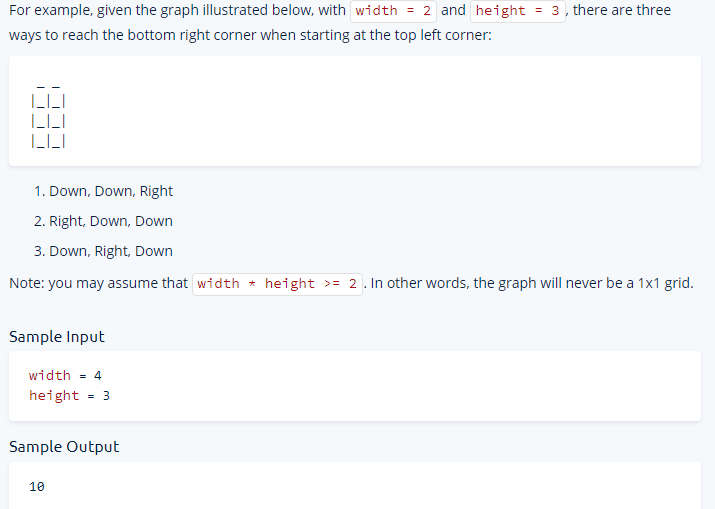 For example, given the graph illustrated below, with width = 2 and height = 3, there are three
ways to reach the bottom right corner when starting at the top left corner:
 _ _
|_|_|
|_|_|
|_|_|
1. Down, Down, Right
2. Right, Down, Down
3. Down, Right, Down
Note: you may assume that width * height >= 2. In other words, the graph will never be a 1x1 grid.
Sample Input
width = 4
height = 3
Sample Output
10